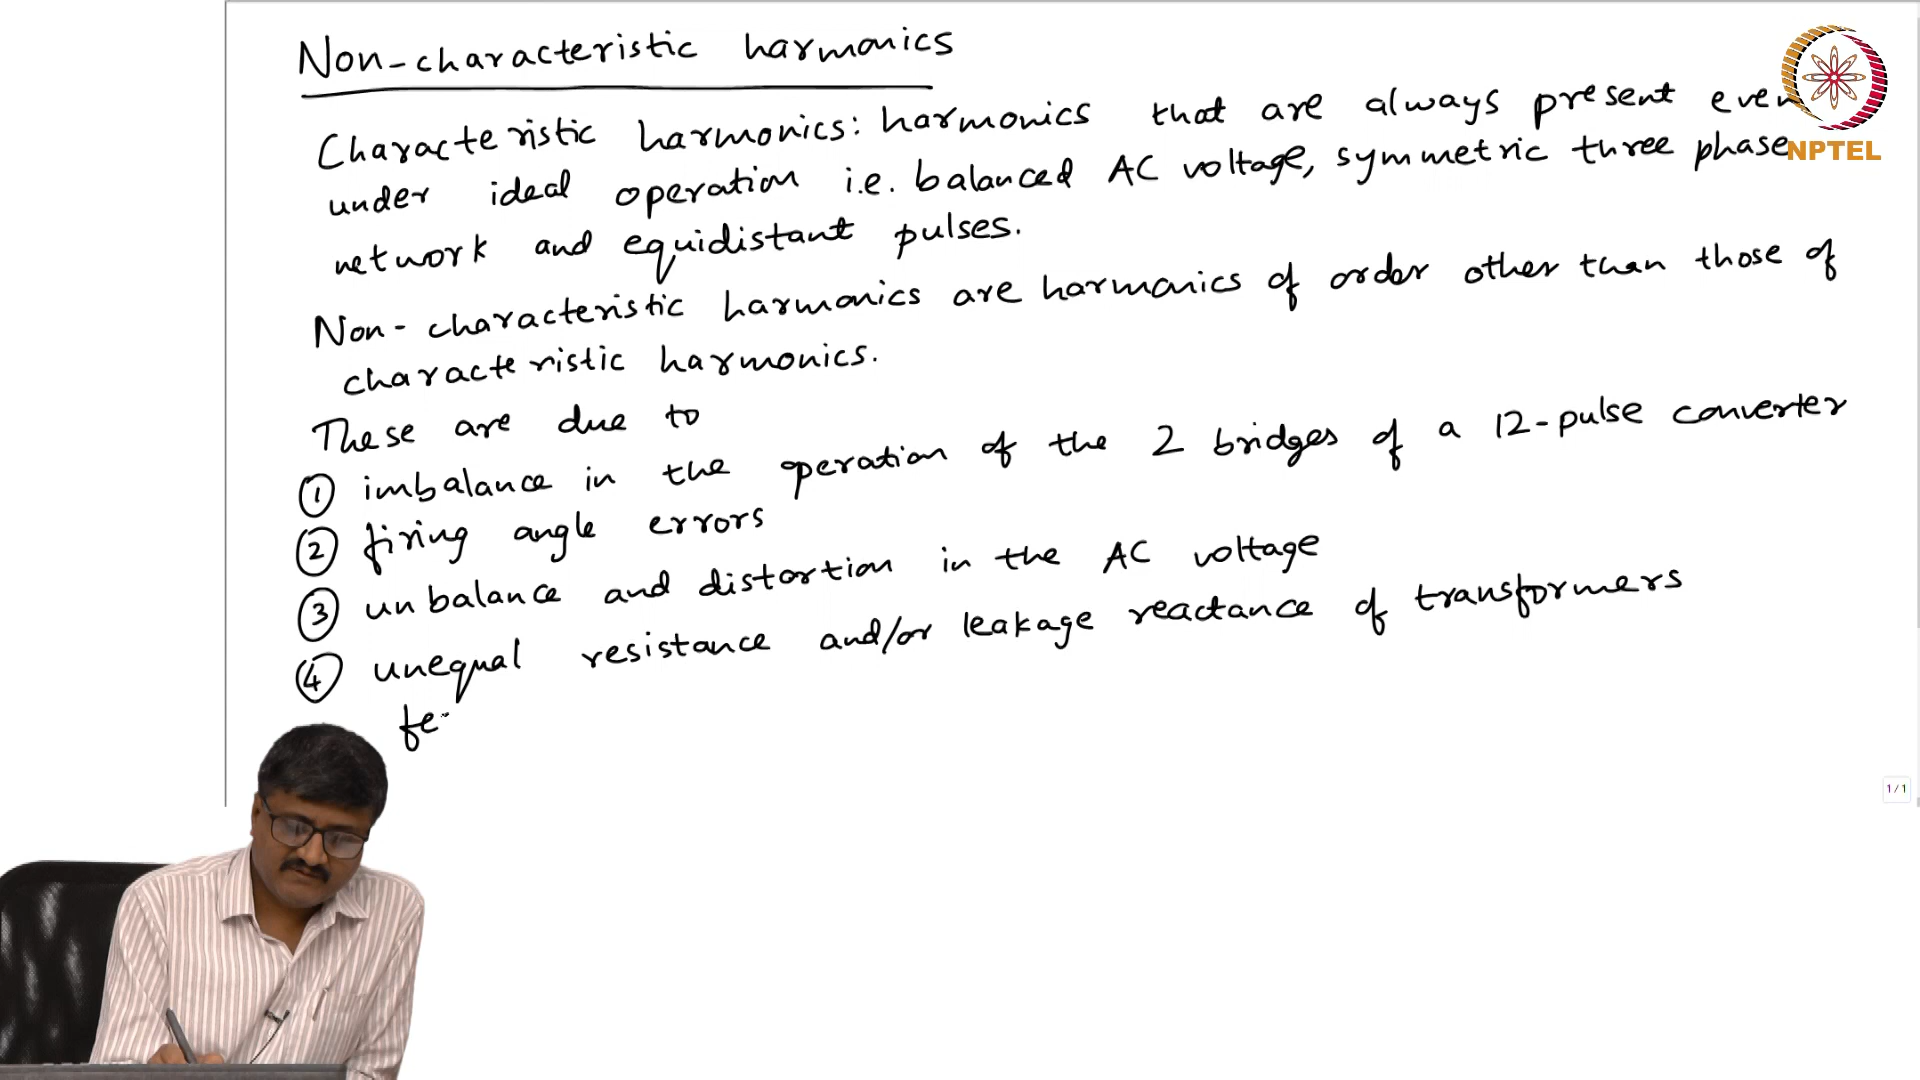 Non-characteristic harmonics
Characteristic harmonics: harmonics that are always present even
under ideal operation i.e. balanced AC voltage, symmetric three phase
network and equidistant pulses.
Non-characteristic harmonics are harmonics of order other than those of
characteristic harmonics.
These are due to
① imbalance in the operation of the 2 bridges of a 12-pulse converter
② firing angle errors
③ unbalance and distortion in the AC voltage
④ unequal resistance and/or leakage reactance of transformers
fe
NPTEL
1/1